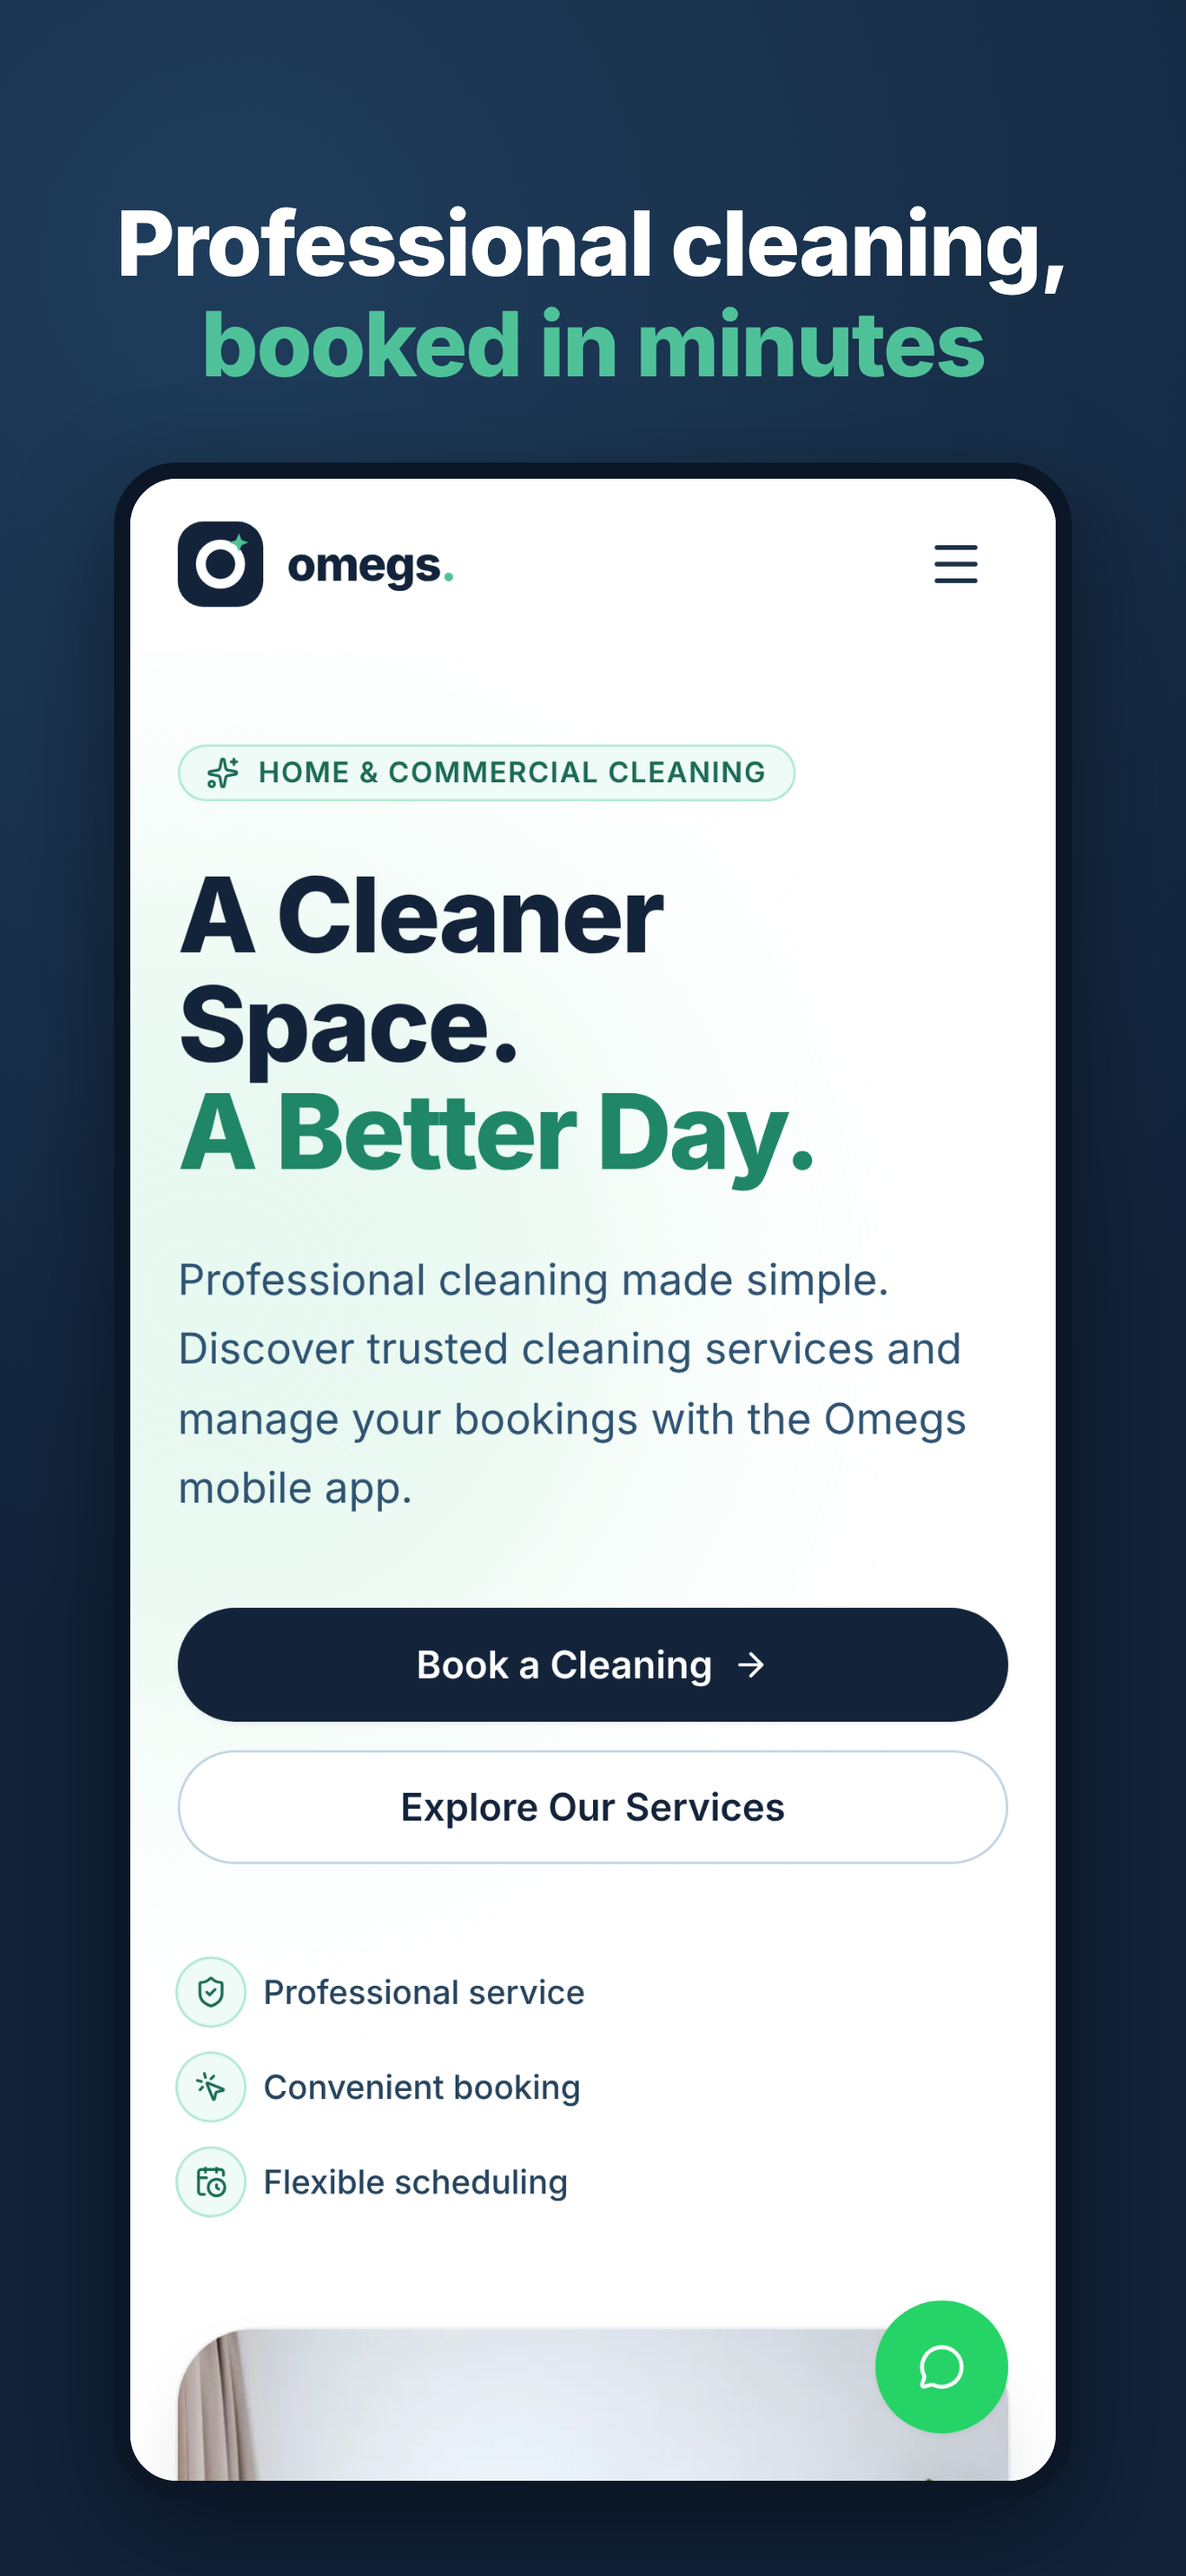 Professional cleaning,
booked in minutes
omegs.
HOME & COMMERCIAL CLEANING
A Cleaner
Space.
A Better Day.
Professional cleaning made simple.
Discover trusted cleaning services and
manage your bookings with the Omegs
mobile app.
Book a Cleaning →
Explore Our Services
Professional service
Convenient booking
Flexible scheduling